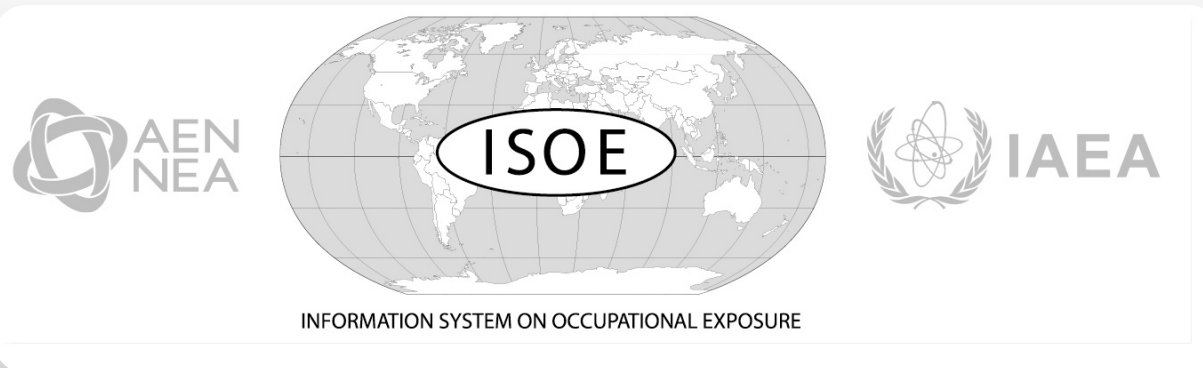 AEN
NEA
ISOE
IAEA
INFORMATION SYSTEM ON OCCUPATIONAL EXPOSURE